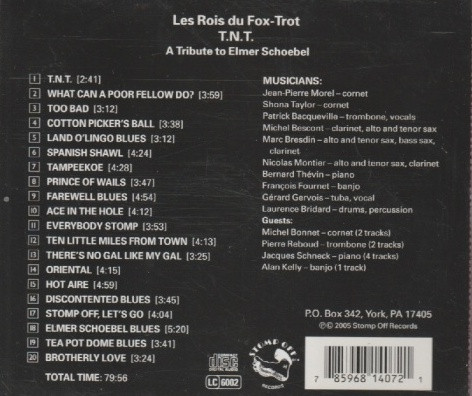 Les Rois du Fox-Trot
T.N.T.
A Tribute to Elmer Schoebel
1 T.N.T. [2:41]
2 WHAT CAN A POOR FELLOW DO? [3:59]
3 TOO BAD [3:12]
4 COTTON PICKER'S BALL [3:38]
5 LAND O'LINGO BLUES [3:12]
6 SPANISH SHAWL [4:24]
7 TAMPEEKOE [4:28]
8 PRINCE OF WAILS [3:47]
9 FAREWELL BLUES [4:54]
10 ACE IN THE HOLE [4:12]
11 EVERYBODY STOMP [3:53]
12 TEN LITTLE MILES FROM TOWN [4:13]
13 THERE'S NO GAL LIKE MY GAL [3:25]
14 ORIENTAL [4:15]
15 HOT AIRE [4:59]
16 DISCONTENTED BLUES [3:45]
17 STOMP OFF, LET'S GO [4:04]
18 ELMER SCHOEBEL BLUES [5:20]
19 TEA POT DOME BLUES [3:41]
20 BROTHERLY LOVE [3:24]
TOTAL TIME: 79:56
MUSICIANS:
Jean-Pierre Morel – cornet
Shona Taylor – cornet
Patrick Bacqueville – trombone, vocals
Michel Bescont – clarinet, alto and tenor sax
Marc Bresdin – alto and tenor sax, bass sax,
clarinet
Nicolas Montier – alto and tenor sax, clarinet
Bernard Thévin – piano
François Fournet – banjo
Gérard Gervois – tuba, vocal
Laurence Bridard – drums, percussion
Guests:
Michel Bonnet – cornet (2 tracks)
Pierre Reboud – trombone (2 tracks)
Jacques Schneck – piano (4 tracks)
Alan Kelly – banjo (1 track)
P.O. Box 342, York, PA 17405
℗© 2005 Stomp Off Records
COMPACT
disc
DIGITAL AUDIO
LC 6002
STOMP OFF
RECORDS
7 85968 14072 1